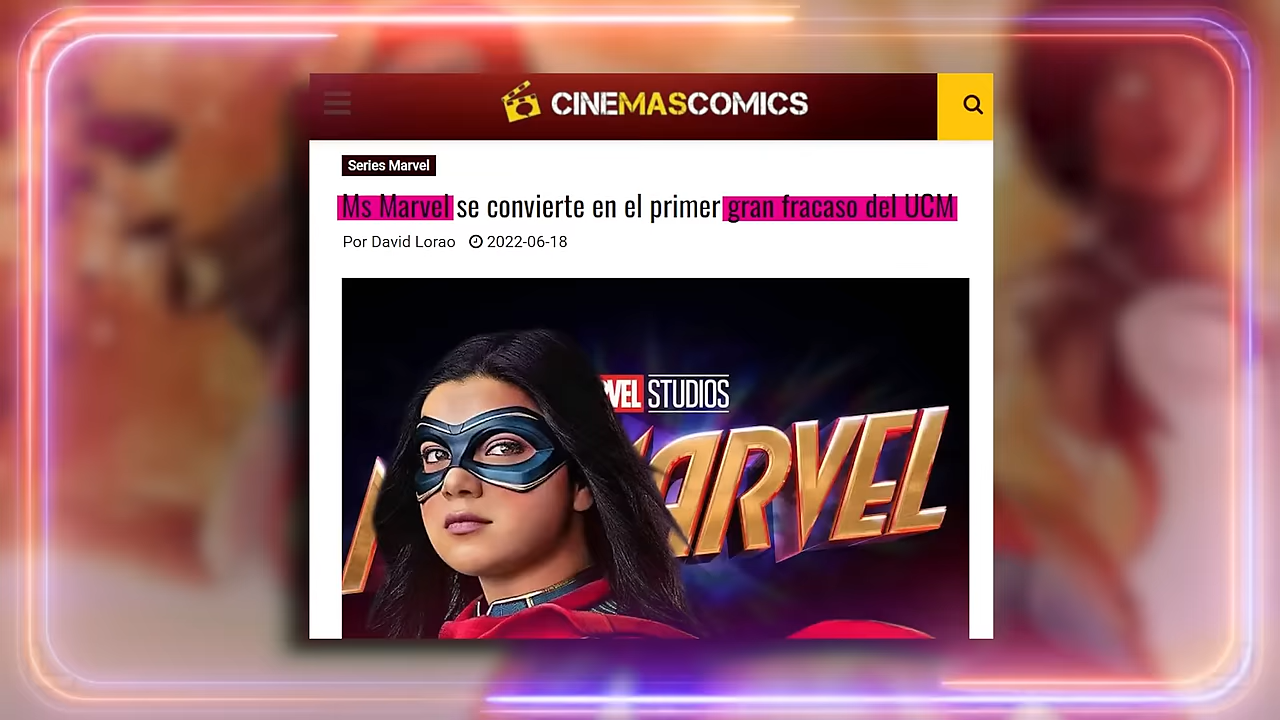 CINEMASCOMICS
Series Marvel
Ms Marvel se convierte en el primer gran fracaso del UCM
Por David Lorao 2022-06-18
VEL STUDIOS
MARVEL